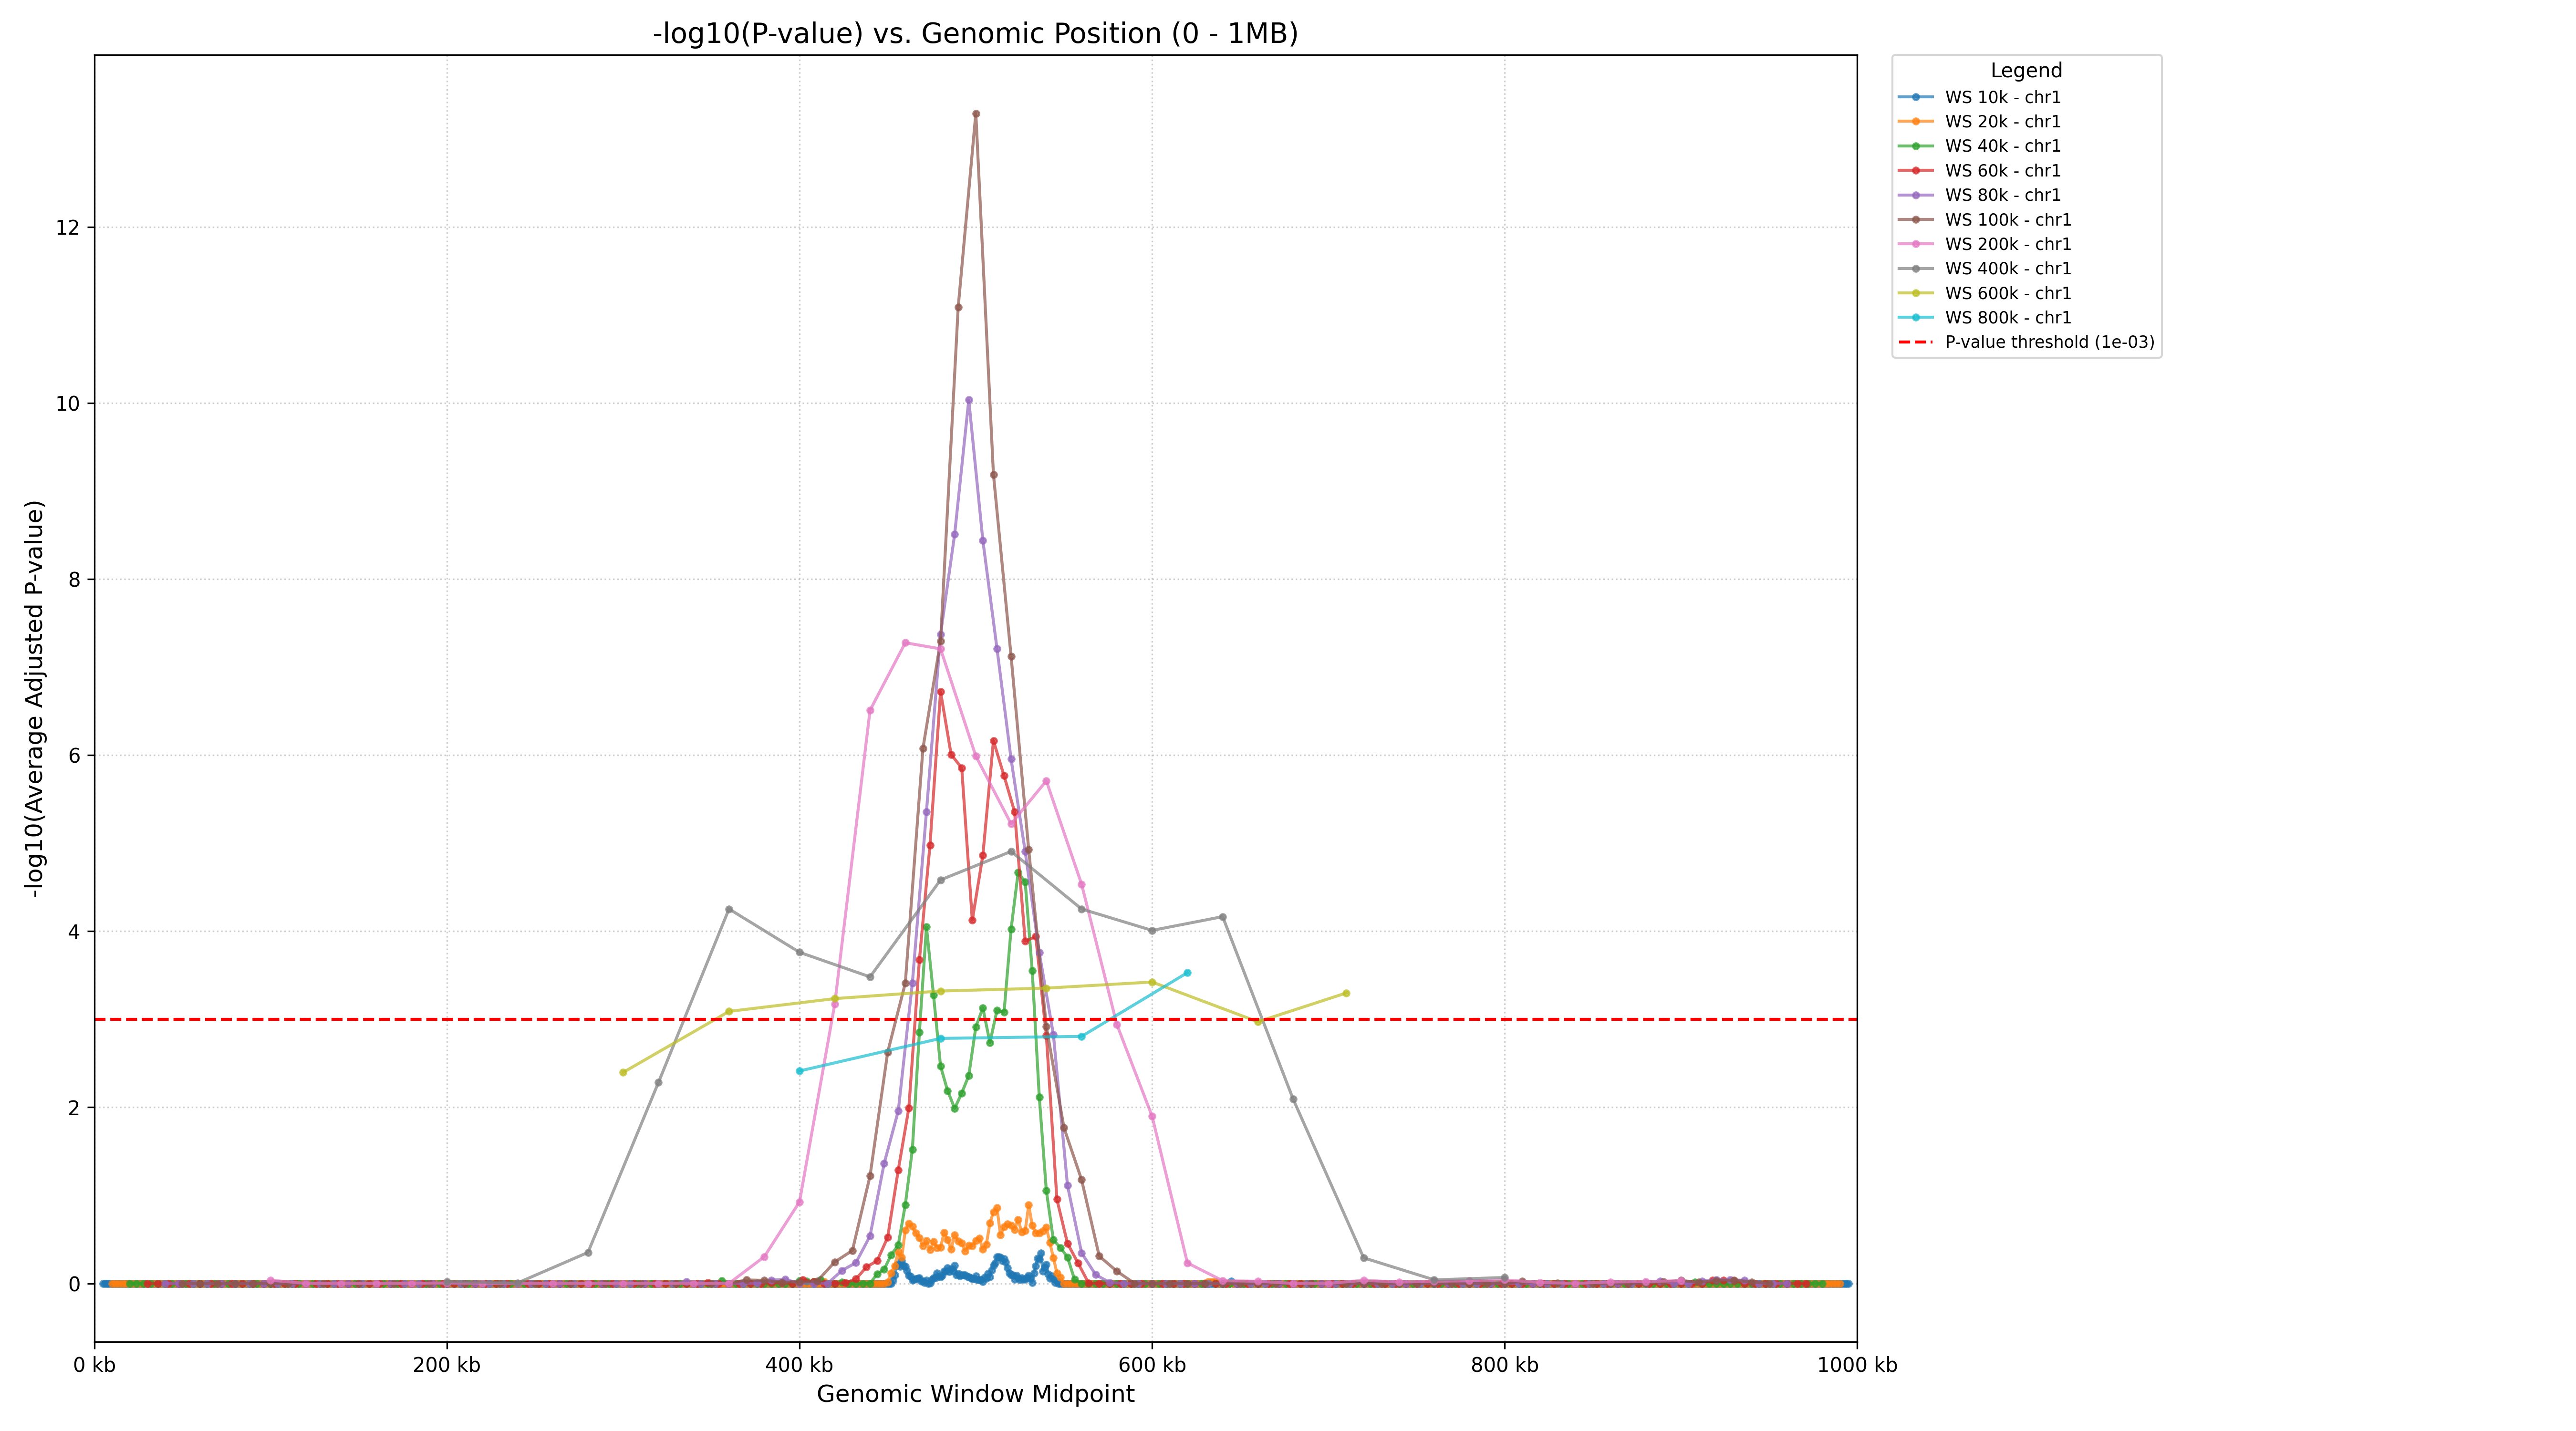 -log10(P-value) vs. Genomic Position (0 - 1MB)
Legend
WS 10k - chr1
WS 20k - chr1
WS 40k - chr1
WS 60k - chr1
WS 80k - chr1
WS 100k - chr1
WS 200k - chr1
WS 400k - chr1
WS 600k - chr1
WS 800k - chr1
P-value threshold (1e-03)
-log10(Average Adjusted P-value)
12
10
8
6
4
2
0
0 kb 200 kb 400 kb 600 kb 800 kb 1000 kb
Genomic Window Midpoint